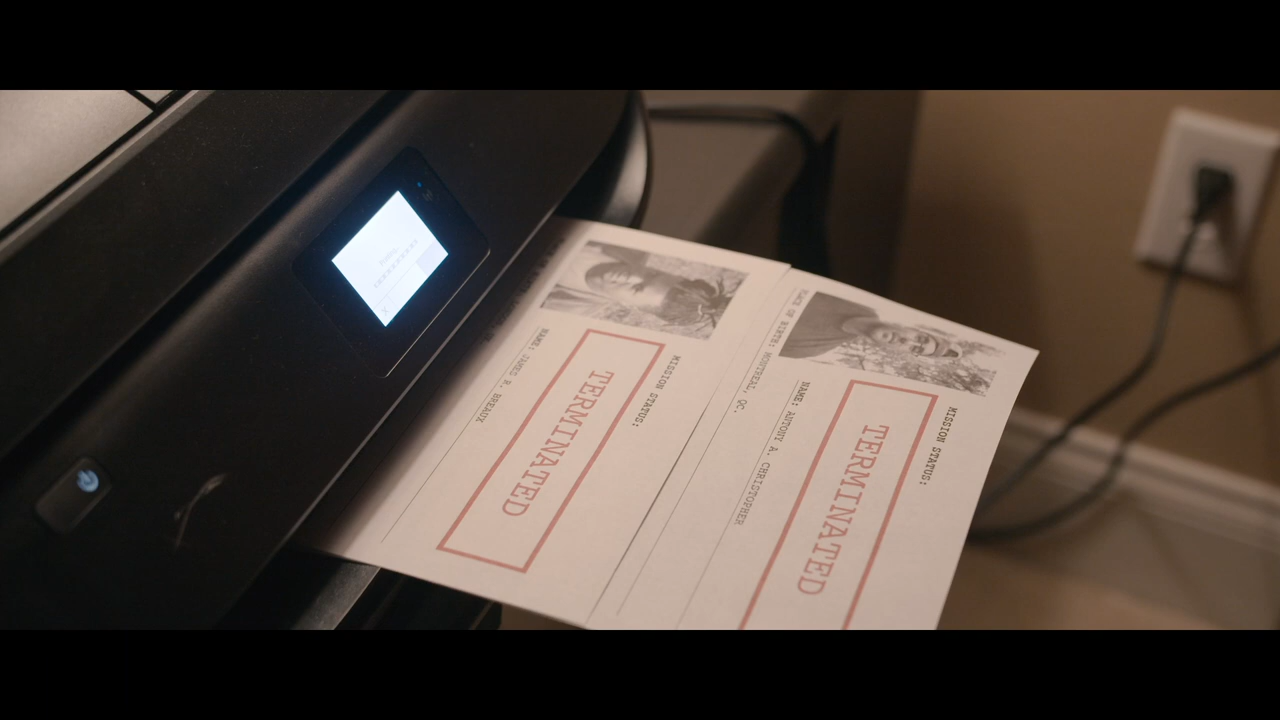 MISSION STATUS:
TERMINATED
NAME: JAMES R. BREAUX
MISSION STATUS:
TERMINATED
NAME: ANTONY A. CHRISTOPHER
PLACE OF BIRTH: MONTREAL, QC.